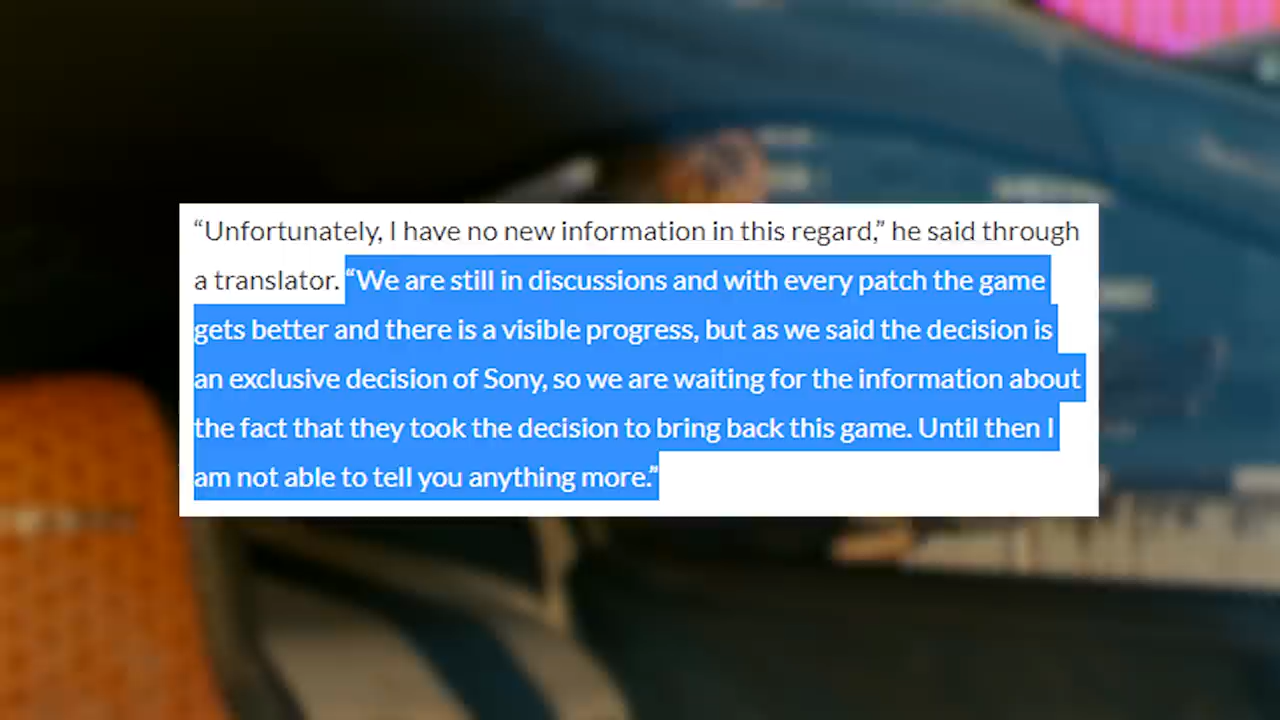 “Unfortunately, I have no new information in this regard,” he said through
a translator. “We are still in discussions and with every patch the game
gets better and there is a visible progress, but as we said the decision is
an exclusive decision of Sony, so we are waiting for the information about
the fact that they took the decision to bring back this game. Until then I
am not able to tell you anything more.”